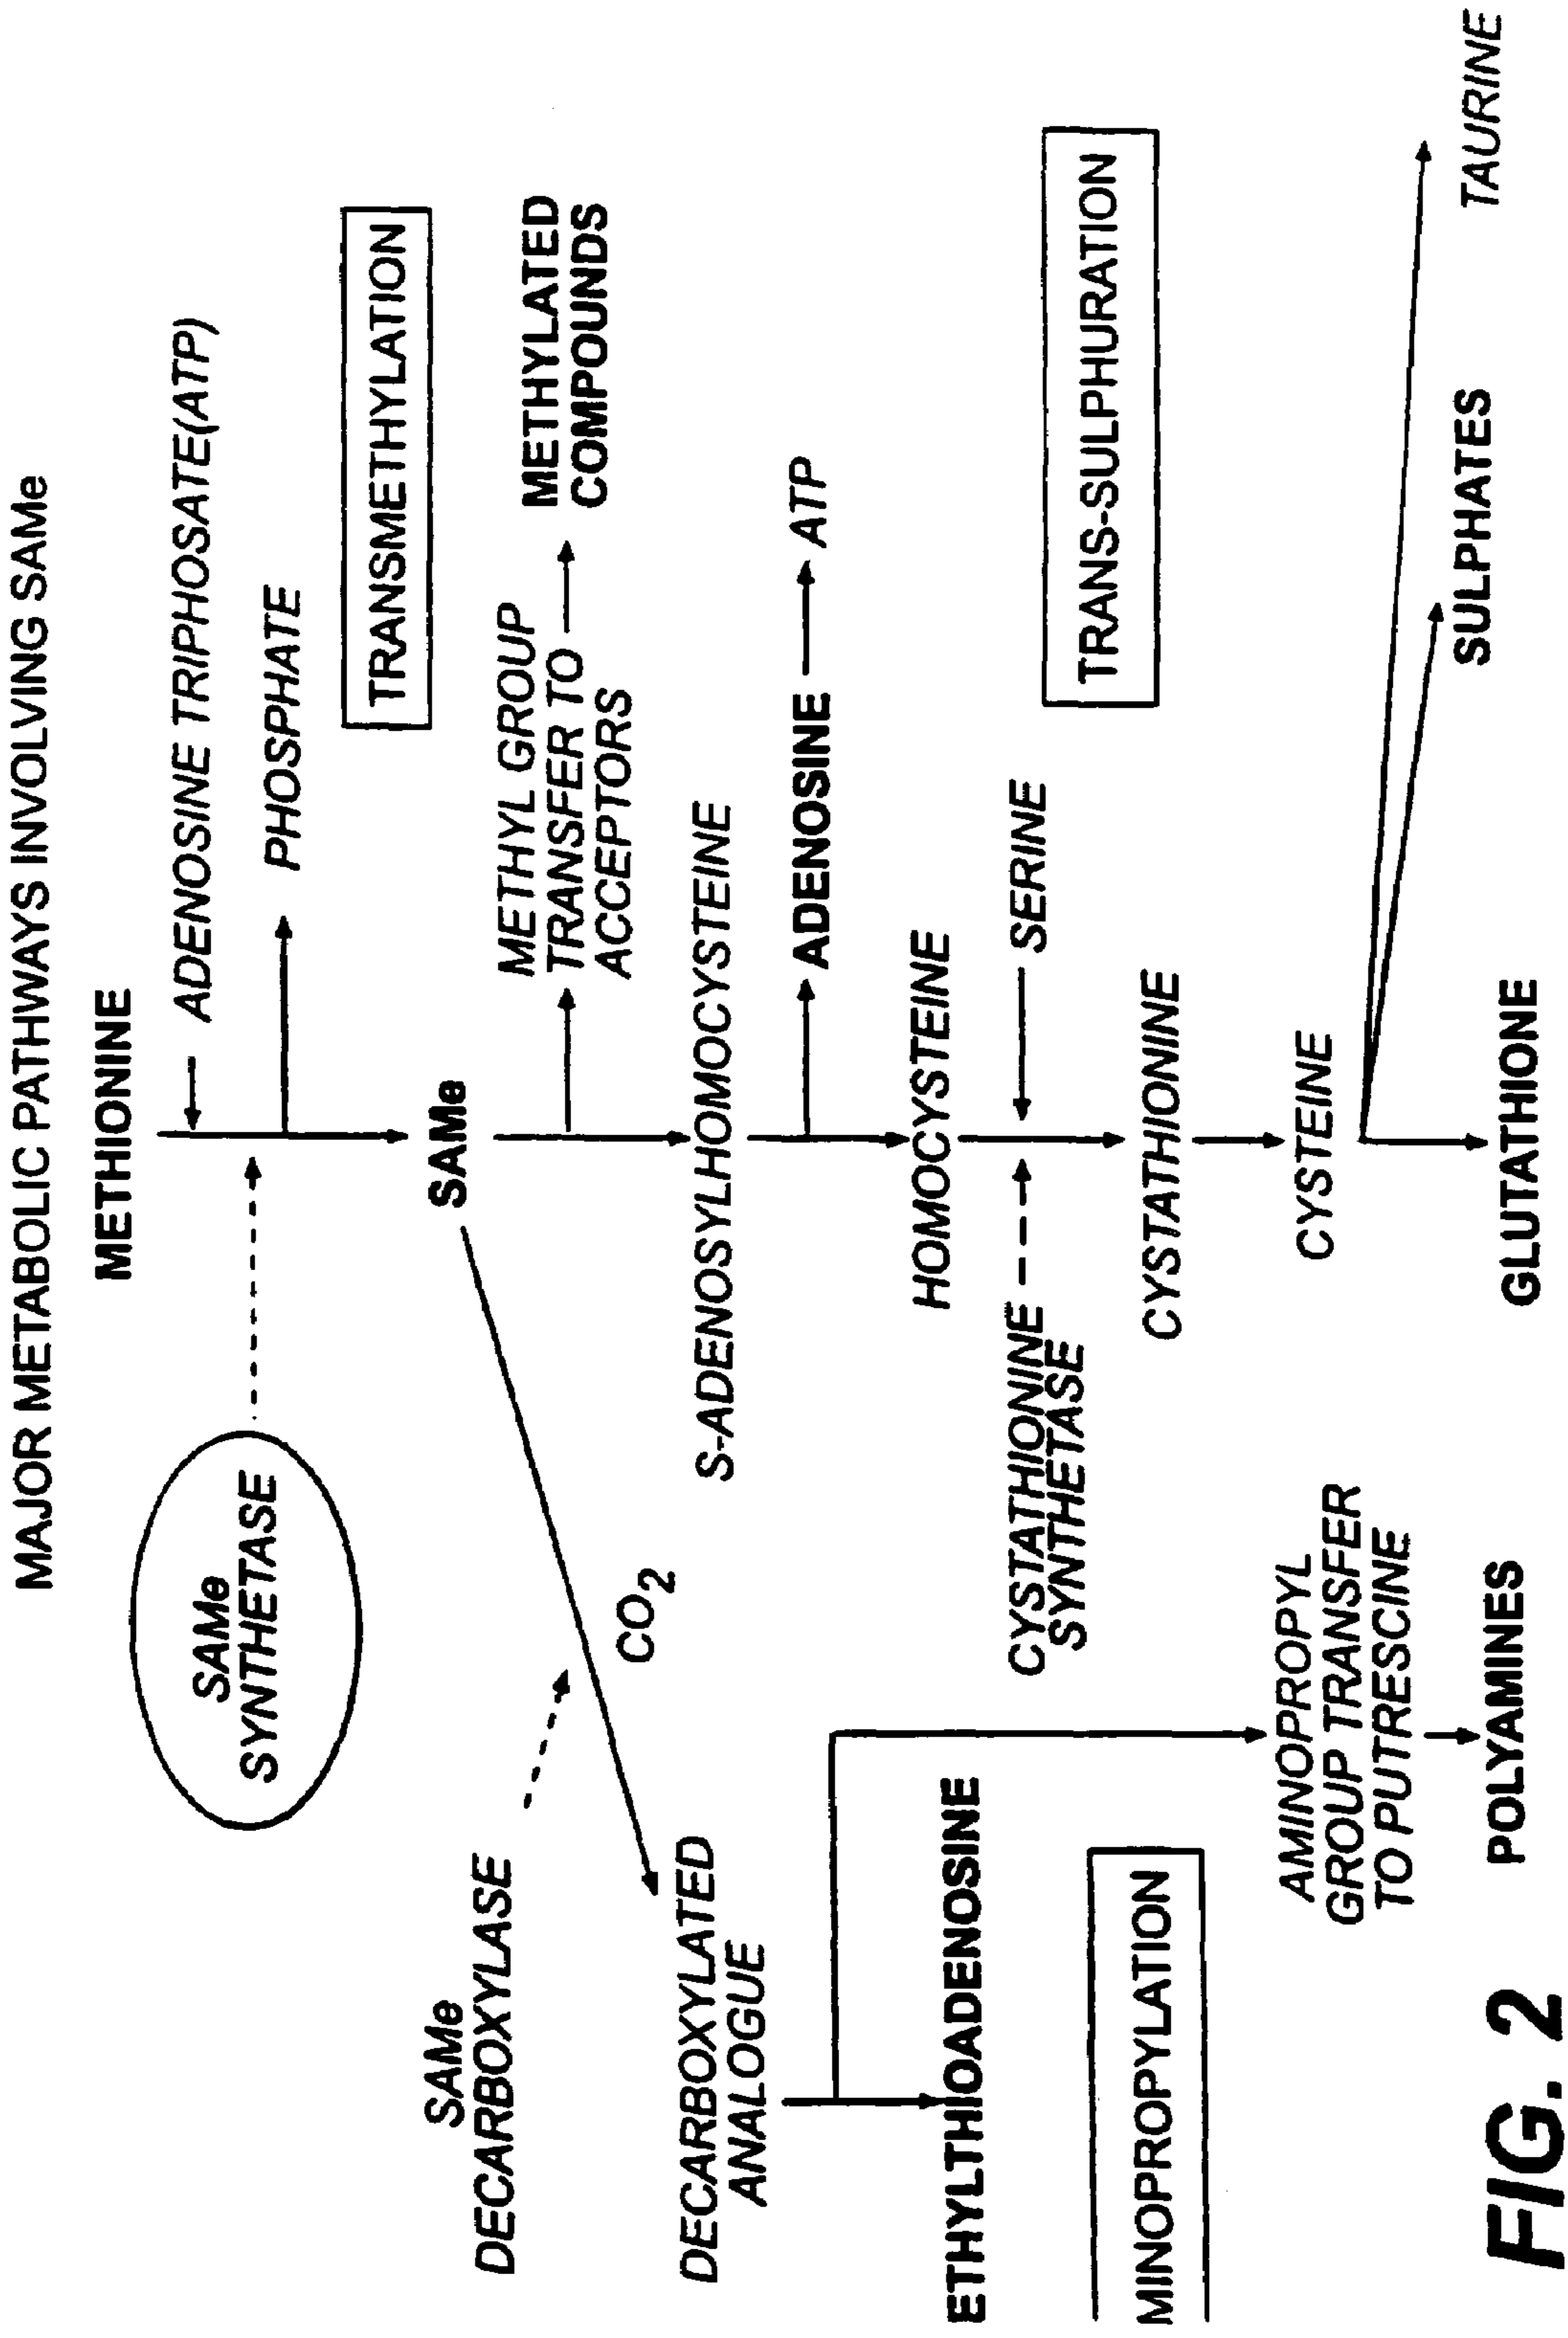 MAJOR METABOLIC PATHWAYS INVOLVING SAMe
METHIONINE
ADENOSINE TRIPHOSATE(ATP)
PHOSPHATE
SAMe
SYNTHETASE
TRANSMETHYLATION
SAMe
SAMe
DECARBOXYLASE
METHYL GROUP
TRANSFER TO
ACCEPTORS
METHYLATED
COMPOUNDS
CO2
DECARBOXYLATED
ANALOGUE
S-ADENOSYLHOMOCYSTEINE
ADENOSINE
ATP
ETHYLTHIOADENOSINE
HOMOCYSTEINE
CYSTATHIONINE
SYNTHETASE
SERINE
TRANS-SULPHURATION
MINOPROPYLATION
CYSTATHIONINE
AMINOPROPYL
GROUP TRANSFER
TO PUTRESCINE
CYSTEINE
POLYAMINES
GLUTATHIONE
SULPHATES
TAURINE
FIG. 2